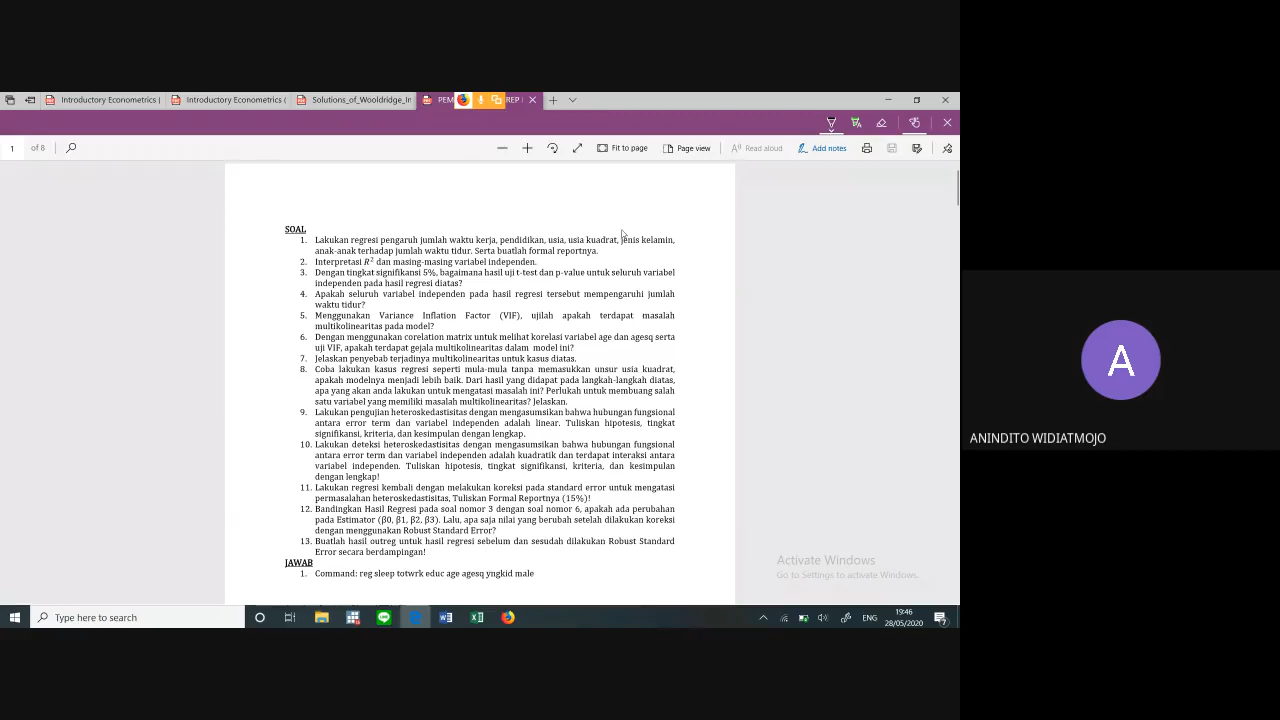 Introductory Econometrics ( Introductory Econometrics ( Solutions_of_Wooldridge_In PEM REP
1 of 8 Fit to page Page view Read aloud Add notes
SOAL
1. Lakukan regresi pengaruh jumlah waktu kerja, pendidikan, usia, usia kuadrat, jenis kelamin,
anak-anak terhadap jumlah waktu tidur. Serta buatlah formal reportnya.
2. Interpretasi R² dan masing-masing variabel independen.
3. Dengan tingkat signifikansi 5%, bagaimana hasil uji t-test dan p-value untuk seluruh variabel
independen pada hasil regresi diatas?
4. Apakah seluruh variabel independen pada hasil regresi tersebut mempengaruhi jumlah
waktu tidur?
5. Menggunakan Variance Inflation Factor (VIF), ujilah apakah terdapat masalah
multikolinearitas pada model?
6. Dengan menggunakan corelation matrix untuk melihat korelasi variabel age dan agesq serta
uji VIF, apakah terdapat gejala multikolinearitas dalam model ini?
7. Jelaskan penyebab terjadinya multikolinearitas untuk kasus diatas.
8. Coba lakukan kasus regresi seperti mula-mula tanpa memasukkan unsur usia kuadrat,
apakah modelnya menjadi lebih baik. Dari hasil yang didapat pada langkah-langkah diatas,
apa yang akan anda lakukan untuk mengatasi masalah ini? Perlukah untuk membuang salah
satu variabel yang memiliki masalah multikolinearitas? Jelaskan.
9. Lakukan pengujian heteroskedastisitas dengan mengasumsikan bahwa hubungan fungsional
antara error term dan variabel independen adalah linear. Tuliskan hipotesis, tingkat
signifikansi, kriteria, dan kesimpulan dengan lengkap.
10. Lakukan deteksi heteroskedastisitas dengan mengasumsikan bahwa hubungan fungsional
antara error term dan variabel independen adalah kuadratik dan terdapat interaksi antara
variabel independen. Tuliskan hipotesis, tingkat signifikansi, kriteria, dan kesimpulan
dengan lengkap!
11. Lakukan regresi kembali dengan melakukan koreksi pada standard error untuk mengatasi
permasalahan heteroskedastisitas, Tuliskan Formal Reportnya (15%)!
12. Bandingkan Hasil Regresi pada soal nomor 3 dengan soal nomor 6, apakah ada perubahan
pada Estimator (β0, β1, β2, β3). Lalu, apa saja nilai yang berubah setelah dilakukan koreksi
dengan menggunakan Robust Standard Error?
13. Buatlah hasil outreg untuk hasil regresi sebelum dan sesudah dilakukan Robust Standard
Error secara berdampingan!
JAWAB
1. Command: reg sleep totwrk educ age agesq yngkid male
Activate Windows
Go to Settings to activate Windows.
Type here to search
ENG
19:46
28/05/2020
A
ANINDITO WIDIATMOJO